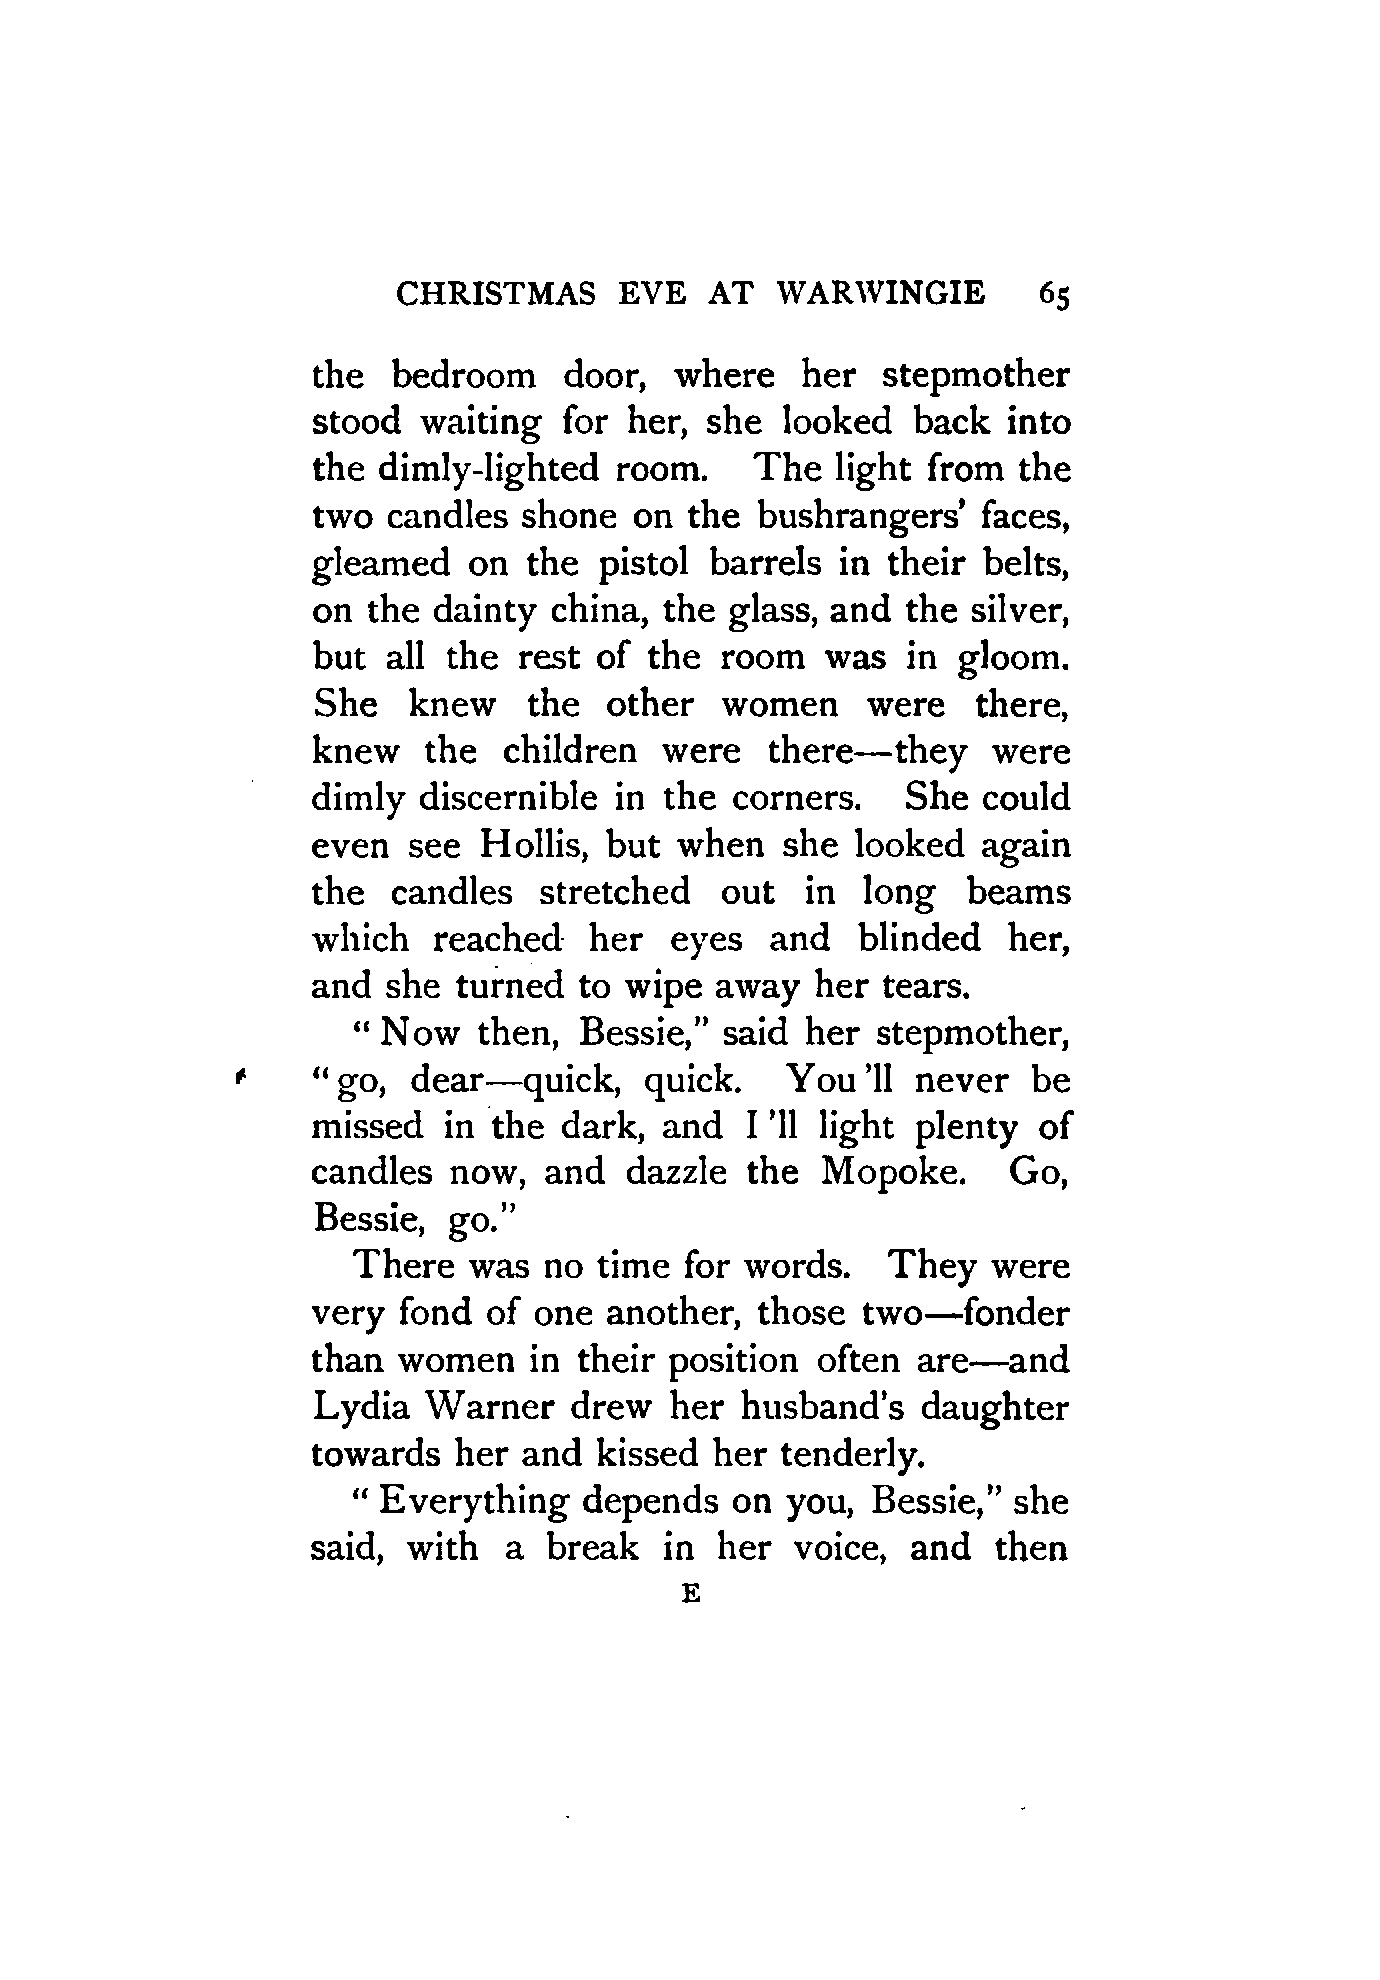 CHRISTMAS EVE AT WARWINGIE 65
the bedroom door, where her stepmother
stood waiting for her, she looked back into
the dimly-lighted room. The light from the
two candles shone on the bushrangers' faces,
gleamed on the pistol barrels in their belts,
on the dainty china, the glass, and the silver,
but all the rest of the room was in gloom.
She knew the other women were there,
knew the children were there—they were
dimly discernible in the corners. She could
even see Hollis, but when she looked again
the candles stretched out in long beams
which reached her eyes and blinded her,
and she turned to wipe away her tears.
" Now then, Bessie," said her stepmother,
" go, dear—quick, quick. You 'll never be
missed in the dark, and I 'll light plenty of
candles now, and dazzle the Mopoke. Go,
Bessie, go."
There was no time for words. They were
very fond of one another, those two—fonder
than women in their position often are—and
Lydia Warner drew her husband's daughter
towards her and kissed her tenderly.
" Everything depends on you, Bessie," she
said, with a break in her voice, and then
E